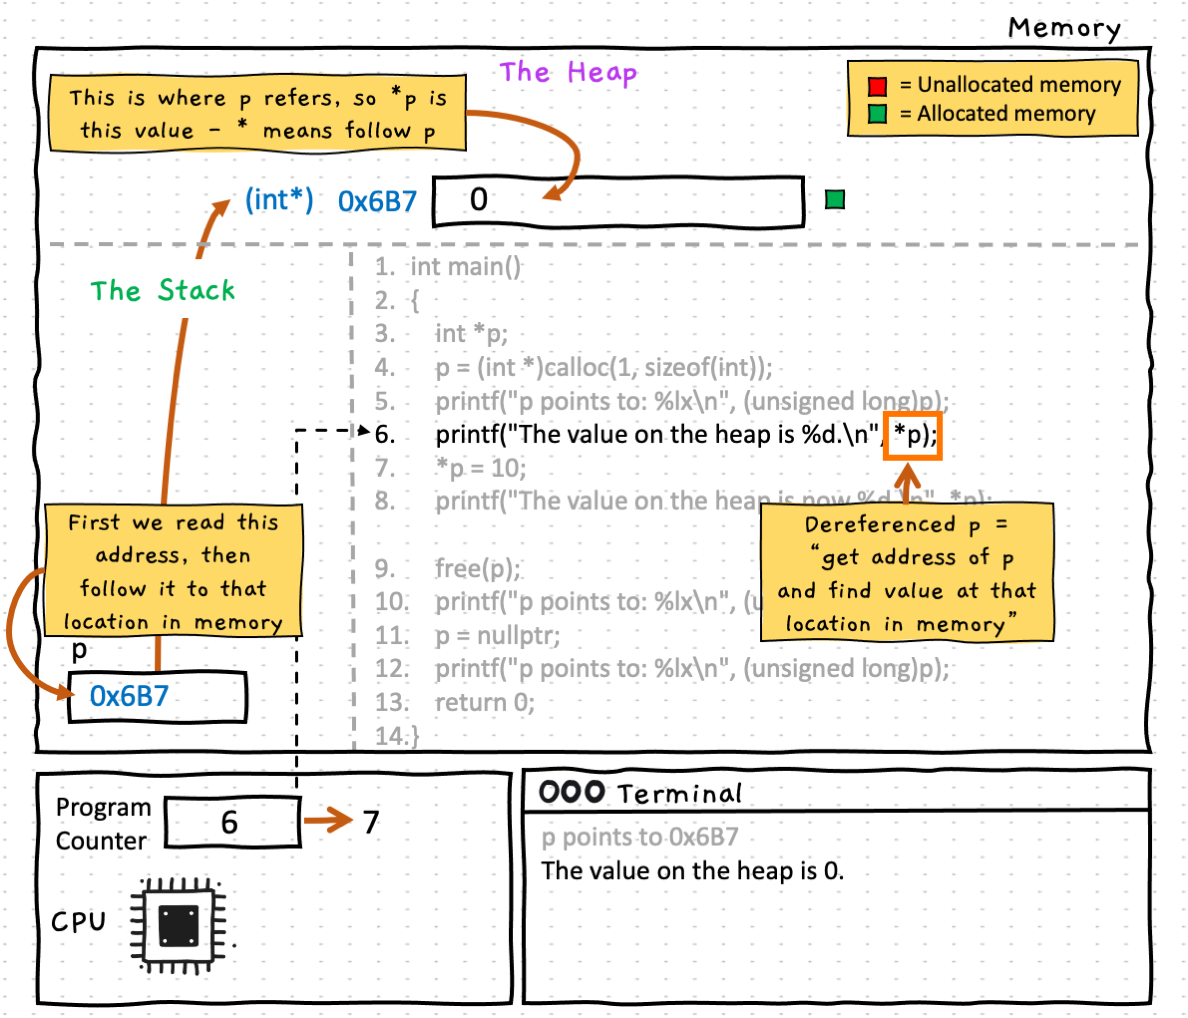 Memory
The Heap
This is where p refers, so *p is
this value - * means follow p
= Unallocated memory
= Allocated memory
(int*) 0x6B7 0
The Stack
1. int main()
2. {
3. int *p;
4. p = (int *)calloc(1, sizeof(int));
5. printf("p points to: %lx\n", (unsigned long)p);
6. printf("The value on the heap is %d.\n", *p);
7. *p = 10;
8. printf("The value on the heap is now %d.\n", *p);
9. free(p);
10. printf("p points to: %lx\n", (u
11. p = nullptr;
12. printf("p points to: %lx\n", (unsigned long)p);
13. return 0;
14.}
First we read this
address, then
follow it to that
location in memory
p
0x6B7
Dereferenced p =
“get address of p
and find value at that
location in memory”
Program
Counter
6
7
CPU
Terminal
p points to 0x6B7
The value on the heap is 0.